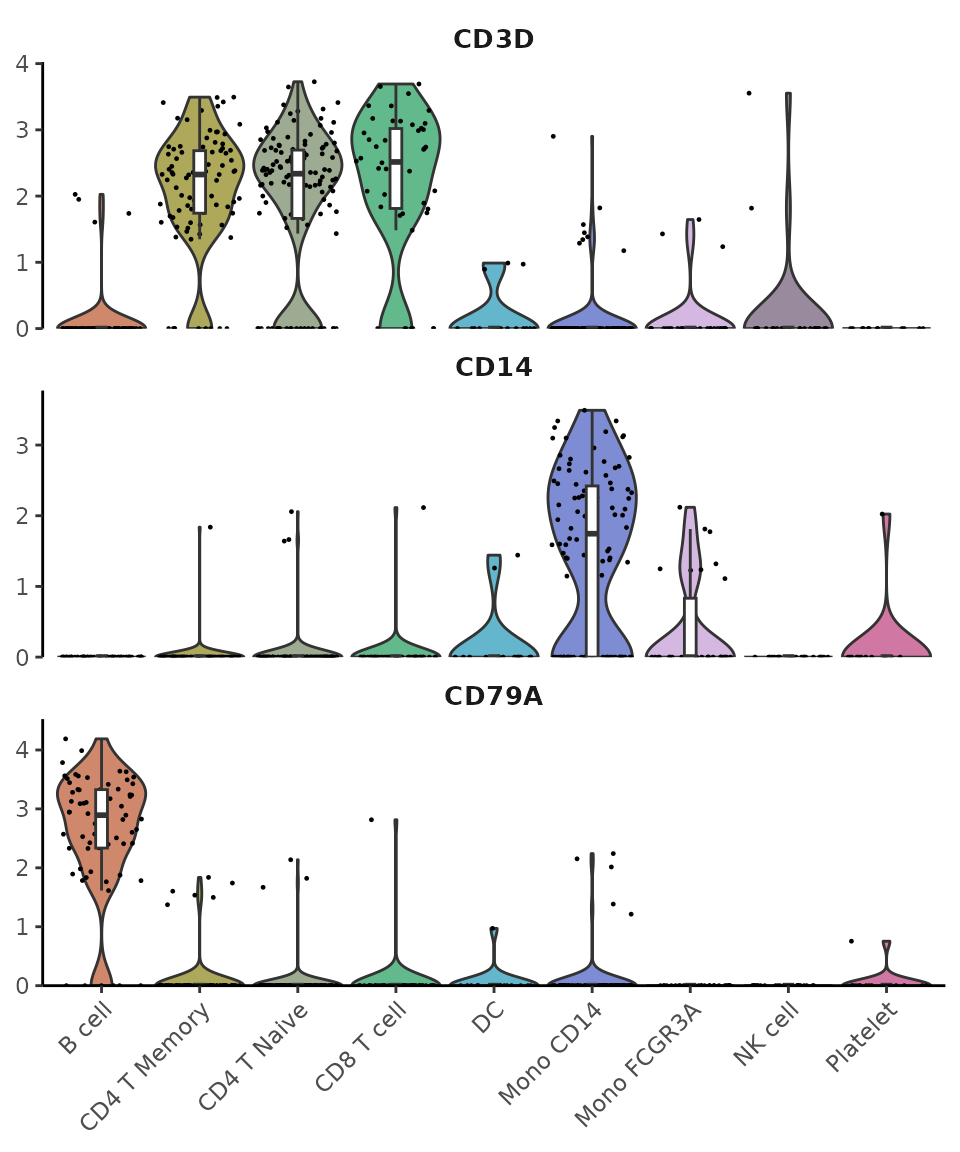 CD3D
4
3
2
1
0
CD14
3
2
1
0
CD79A
4
3
2
1
0
B cell
CD4 T Memory
CD4 T Naive
CD8 T cell
DC
Mono CD14
Mono FCGR3A
NK cell
Platelet